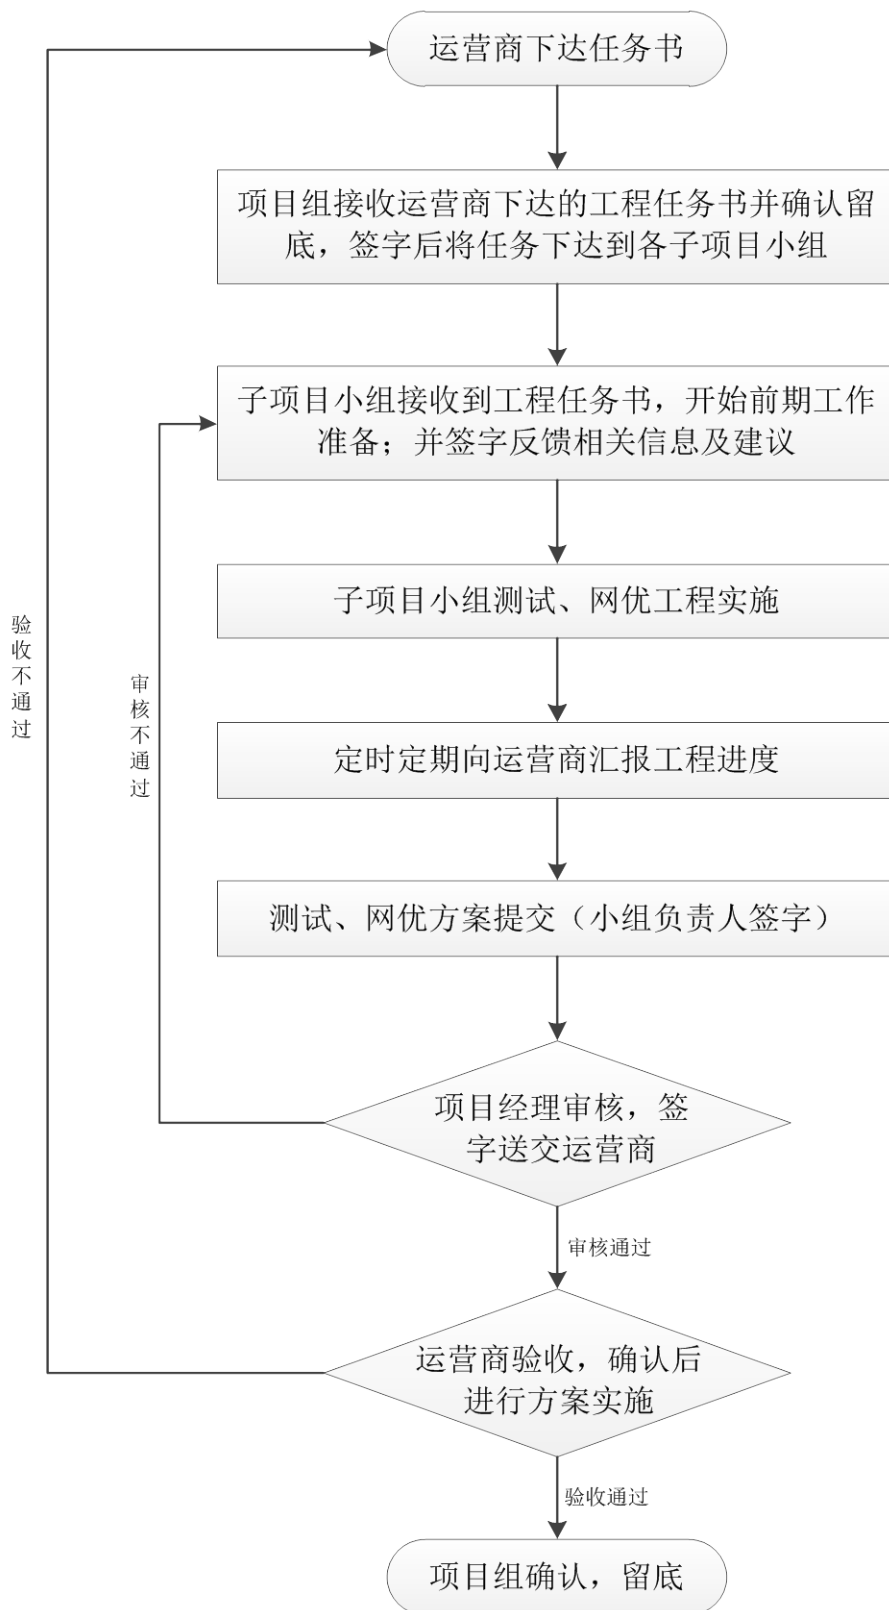 运营商下达任务书
项目组接收运营商下达的工程任务书并确认留
底，签字后将任务下达到各子项目小组
子项目小组接收到工程任务书，开始前期工作
准备；并签字反馈相关信息及建议
子项目小组测试、网优工程实施
验收不通过
审核不通过
定时定期向运营商汇报工程进度
测试、网优方案提交（小组负责人签字）
项目经理审核，签
字送交运营商
审核通过
运营商验收，确认后
进行方案实施
验收通过
项目组确认，留底